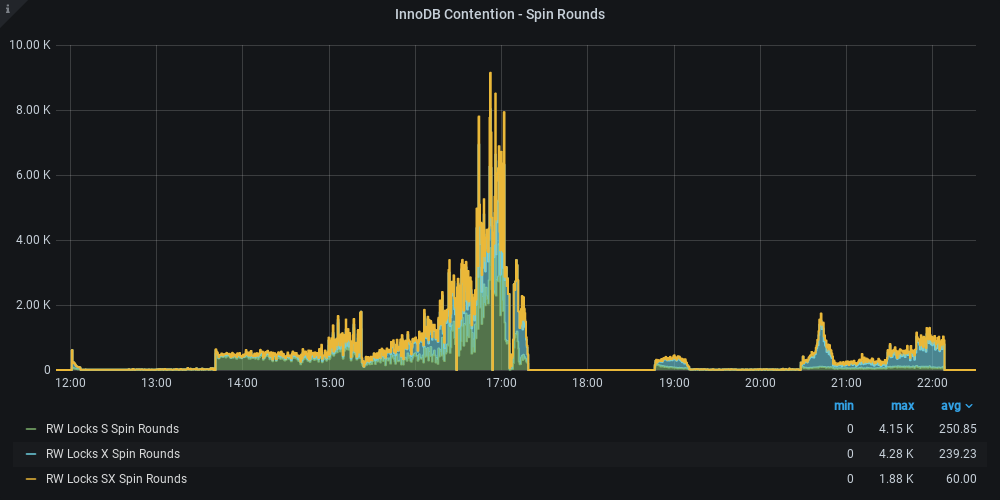 i
InnoDB Contention - Spin Rounds
10.00 K
8.00 K
6.00 K
4.00 K
2.00 K
0
12:00 13:00 14:00 15:00 16:00 17:00 18:00 19:00 20:00 21:00 22:00
min max avg
RW Locks S Spin Rounds 0 4.15 K 250.85
RW Locks X Spin Rounds 0 4.28 K 239.23
RW Locks SX Spin Rounds 0 1.88 K 60.00